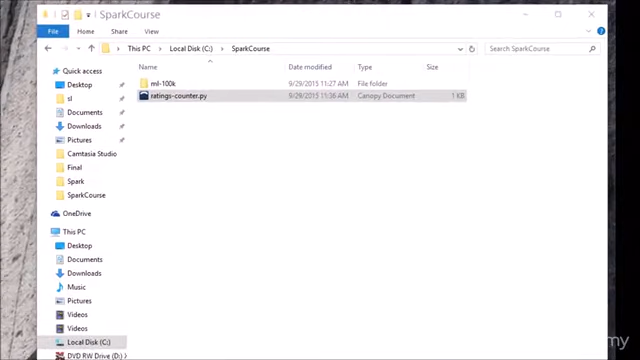 SparkCourse
File Home Share View
This PC Local Disk (C:) SparkCourse Search SparkCourse
Name Date modified Type Size
Quick access
ml-100k 9/29/2015 11:27 AM File folder
Desktop
ratings-counter.py 9/29/2015 11:36 AM Canopy Document 1 KB
sl
Documents
Downloads
Pictures
Camtasia Studio
Final
Spark
SparkCourse
OneDrive
This PC
Desktop
Documents
Downloads
Music
Pictures
Videos
Videos
Local Disk (C:)
DVD RW Drive (D:)
my